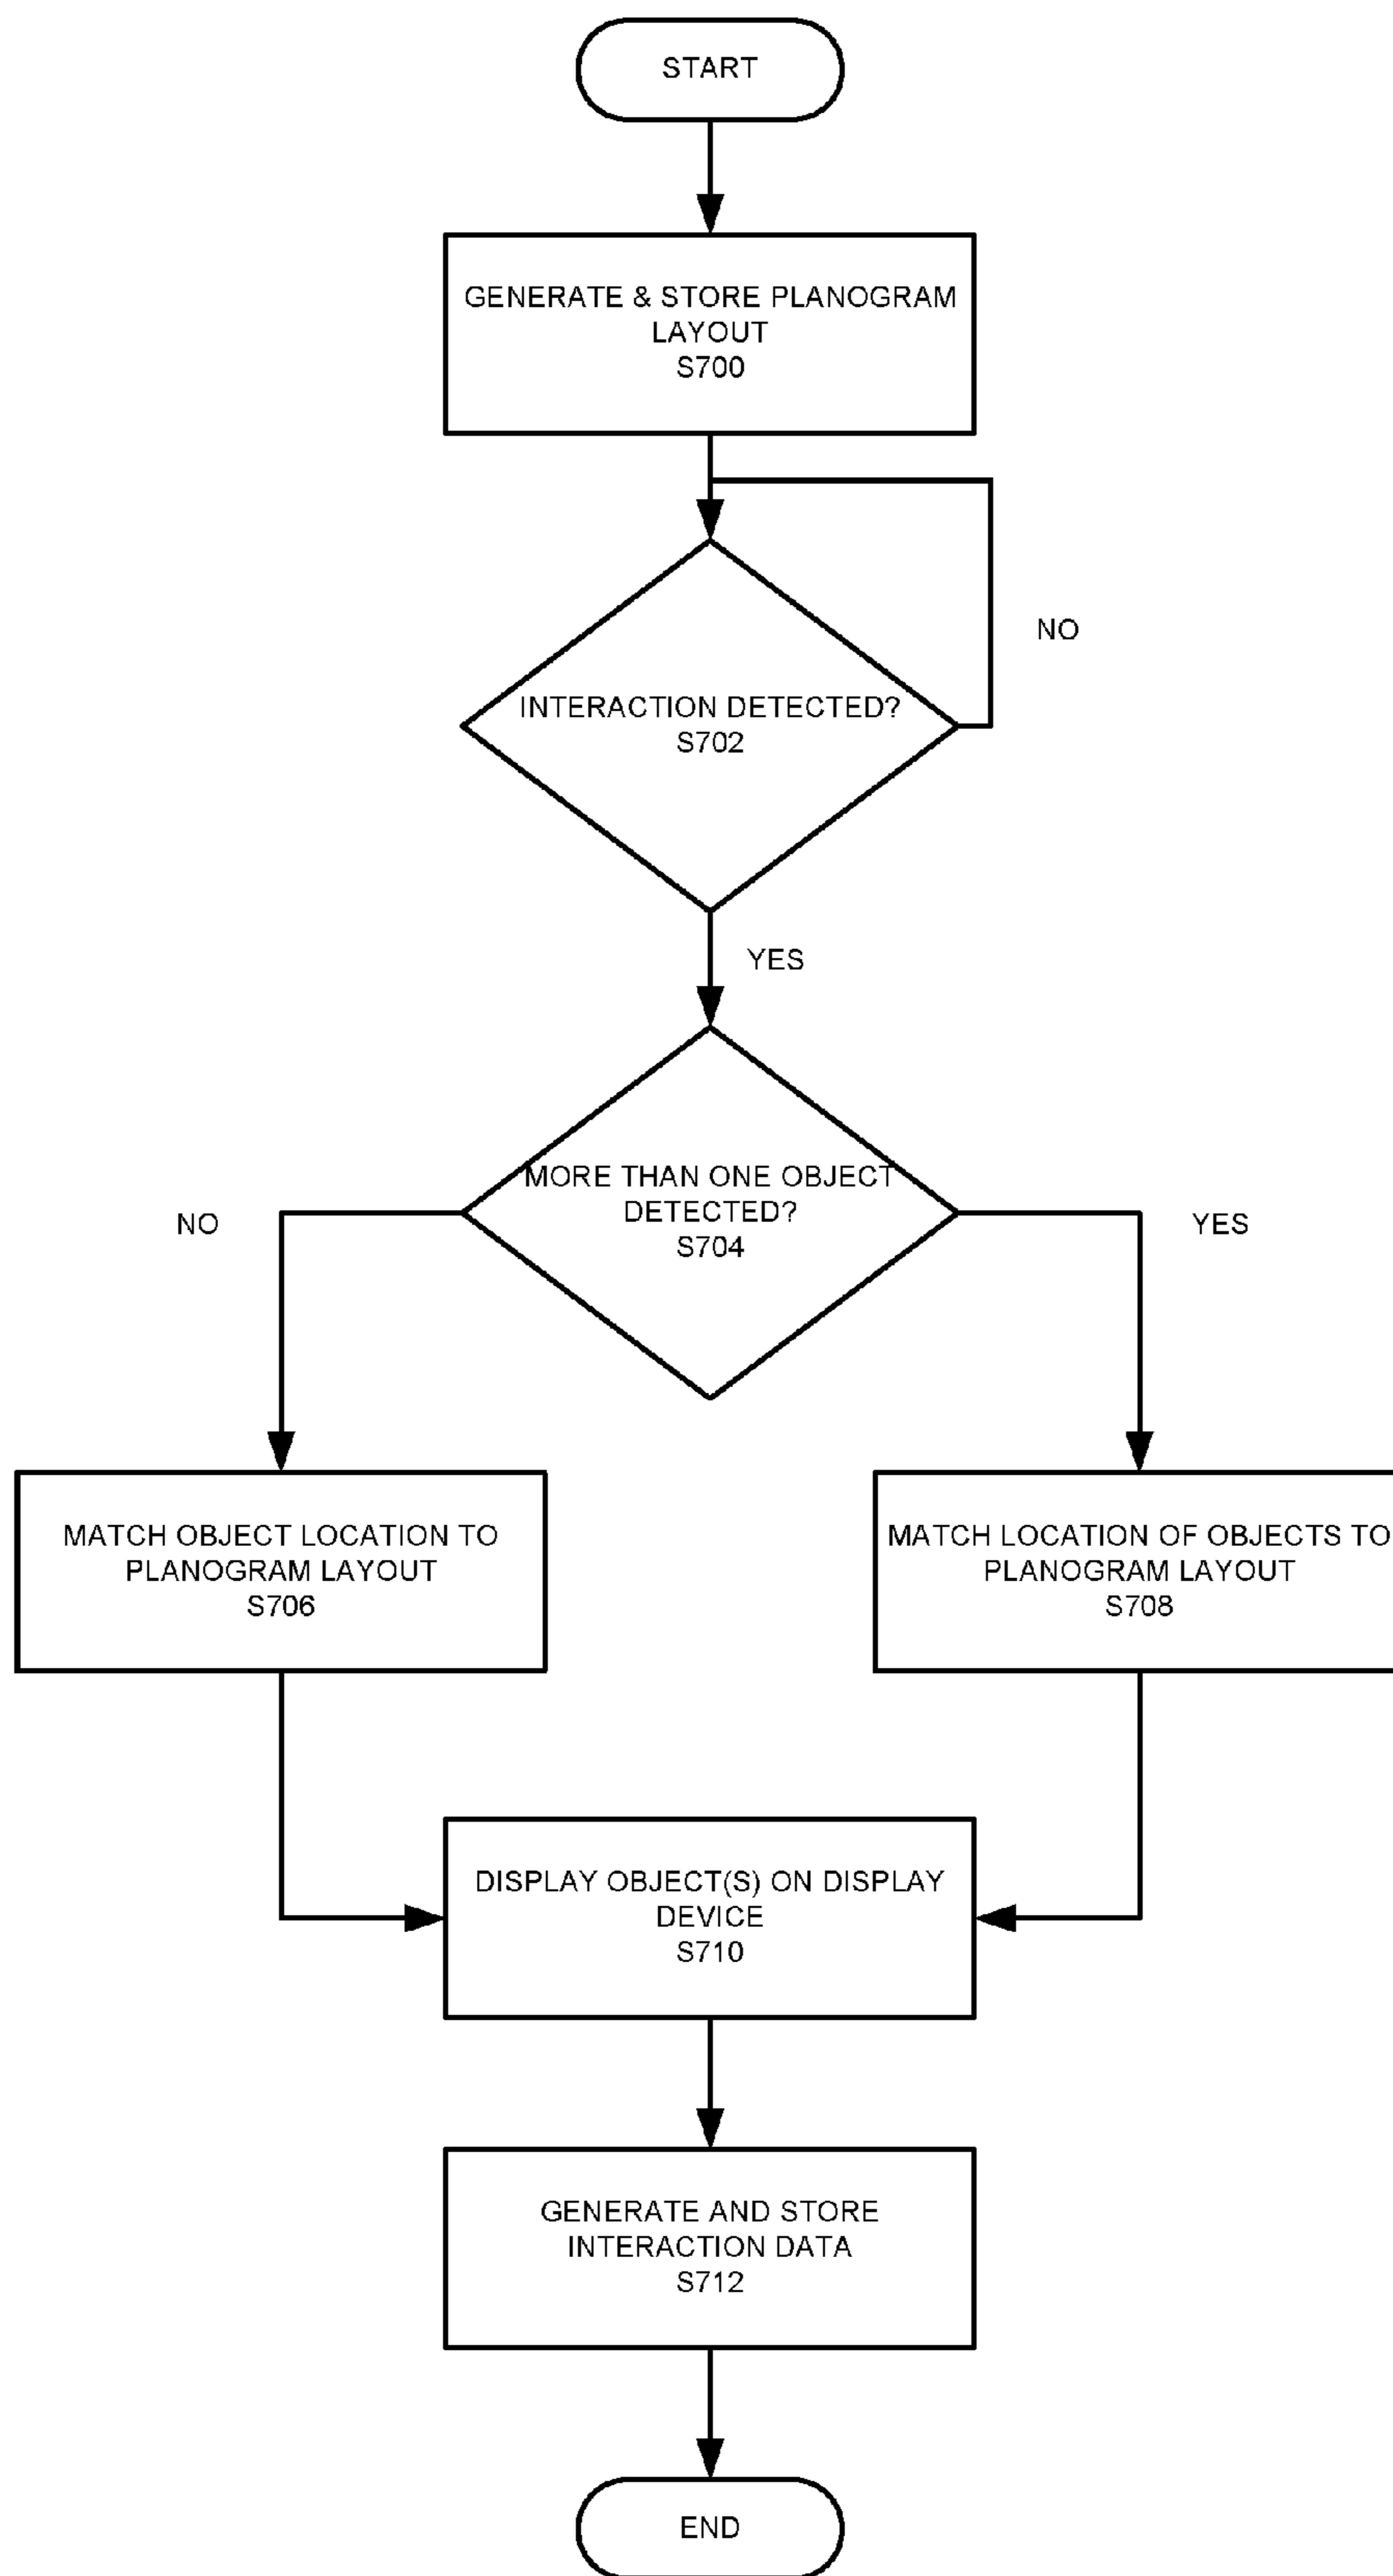 START
GENERATE & STORE PLANOGRAM
LAYOUT
S700
NO
INTERACTION DETECTED?
S702
YES
MORE THAN ONE OBJECT
DETECTED?
S704
NO
YES
MATCH OBJECT LOCATION TO
PLANOGRAM LAYOUT
S706
MATCH LOCATION OF OBJECTS TO
PLANOGRAM LAYOUT
S708
DISPLAY OBJECT(S) ON DISPLAY
DEVICE
S710
GENERATE AND STORE
INTERACTION DATA
S712
END